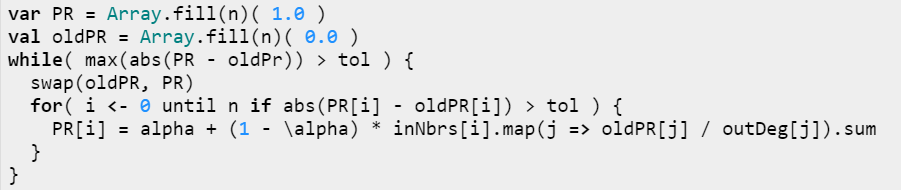 var PR = Array.fill(n)( 1.0 )
val oldPR = Array.fill(n)( 0.0 )
while( max(abs(PR - oldPr)) > tol ) {
  swap(oldPR, PR)
  for( i <- 0 until n if abs(PR[i] - oldPR[i]) > tol ) {
    PR[i] = alpha + (1 - \alpha) * inNbrs[i].map(j => oldPR[j] / outDeg[j]).sum
  }
}